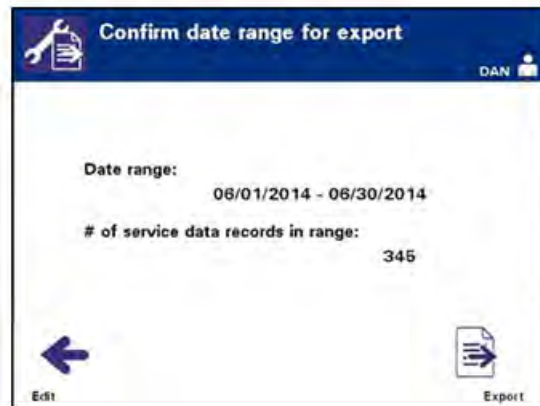 Confirm date range for export
DAN
Date range:
06/01/2014 - 06/30/2014
# of service data records in range:
345
Edit
Export